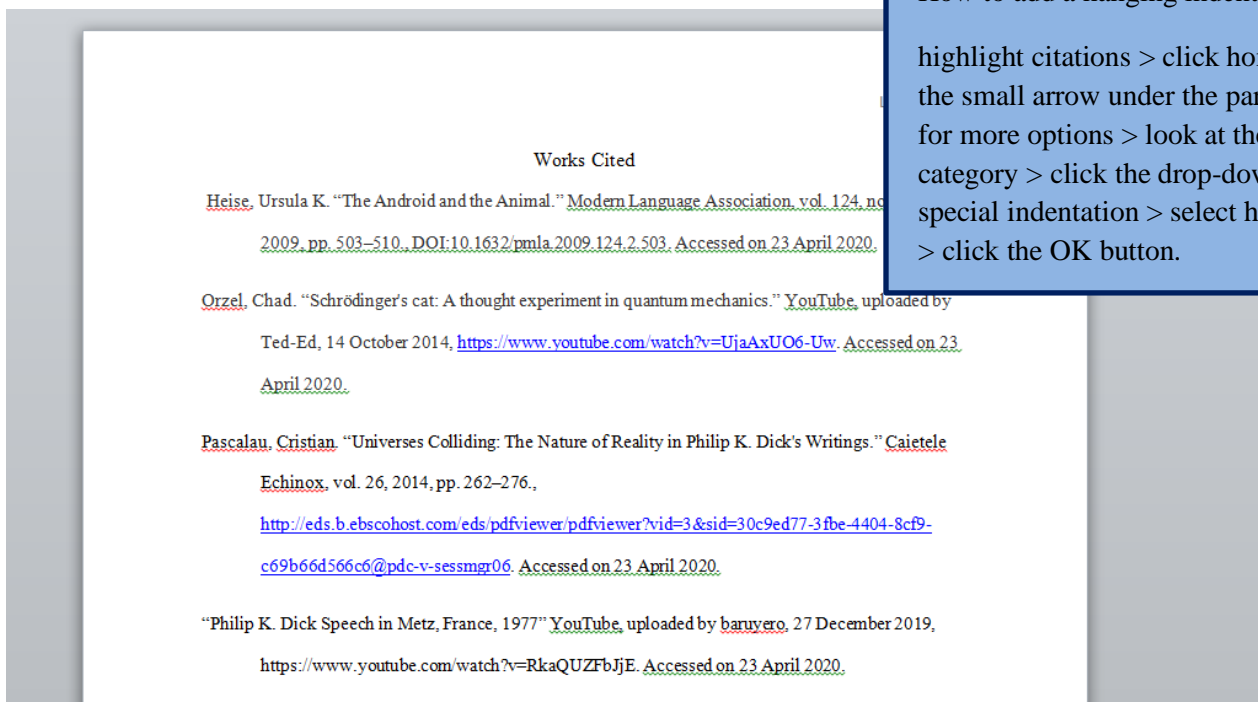 How to add a hanging indent
highlight citations > click ho
the small arrow under the par
for more options > look at the
category > click the drop-do
special indentation > select h
> click the OK button.
Works Cited
Heise, Ursula K. “The Android and the Animal.” Modern Language Association, vol. 124, no
2009, pp. 503–510., DOI:10.1632/pmla.2009.124.2.503. Accessed on 23 April 2020.
Orzel, Chad. “Schrödinger's cat: A thought experiment in quantum mechanics.” YouTube, uploaded by
Ted-Ed, 14 October 2014, https://www.youtube.com/watch?v=UjaAxUO6-Uw. Accessed on 23
April 2020.
Pascalau, Cristian. “Universes Colliding: The Nature of Reality in Philip K. Dick's Writings.” Caietele
Echinox, vol. 26, 2014, pp. 262–276.,
http://eds.b.ebscohost.com/eds/pdfviewer/pdfviewer?vid=3&sid=30c9ed77-3fbe-4404-8cf9-
c69b66d566c6@pdc-v-sessmgr06. Accessed on 23 April 2020.
“Philip K. Dick Speech in Metz, France, 1977” YouTube, uploaded by baruyero, 27 December 2019,
https://www.youtube.com/watch?v=RkaQUZFbJjE. Accessed on 23 April 2020.